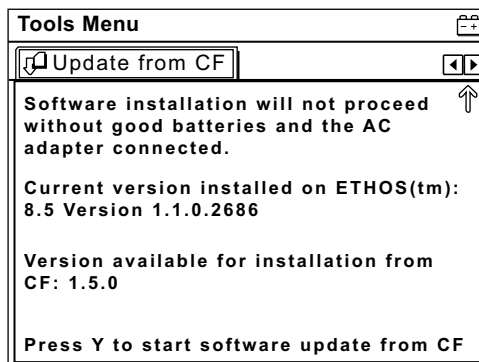 Tools Menu
Update from CF
Software installation will not proceed
without good batteries and the AC
adapter connected.
Current version installed on ETHOS(tm):
8.5 Version 1.1.0.2686
Version available for installation from
CF: 1.5.0
Press Y to start software update from CF